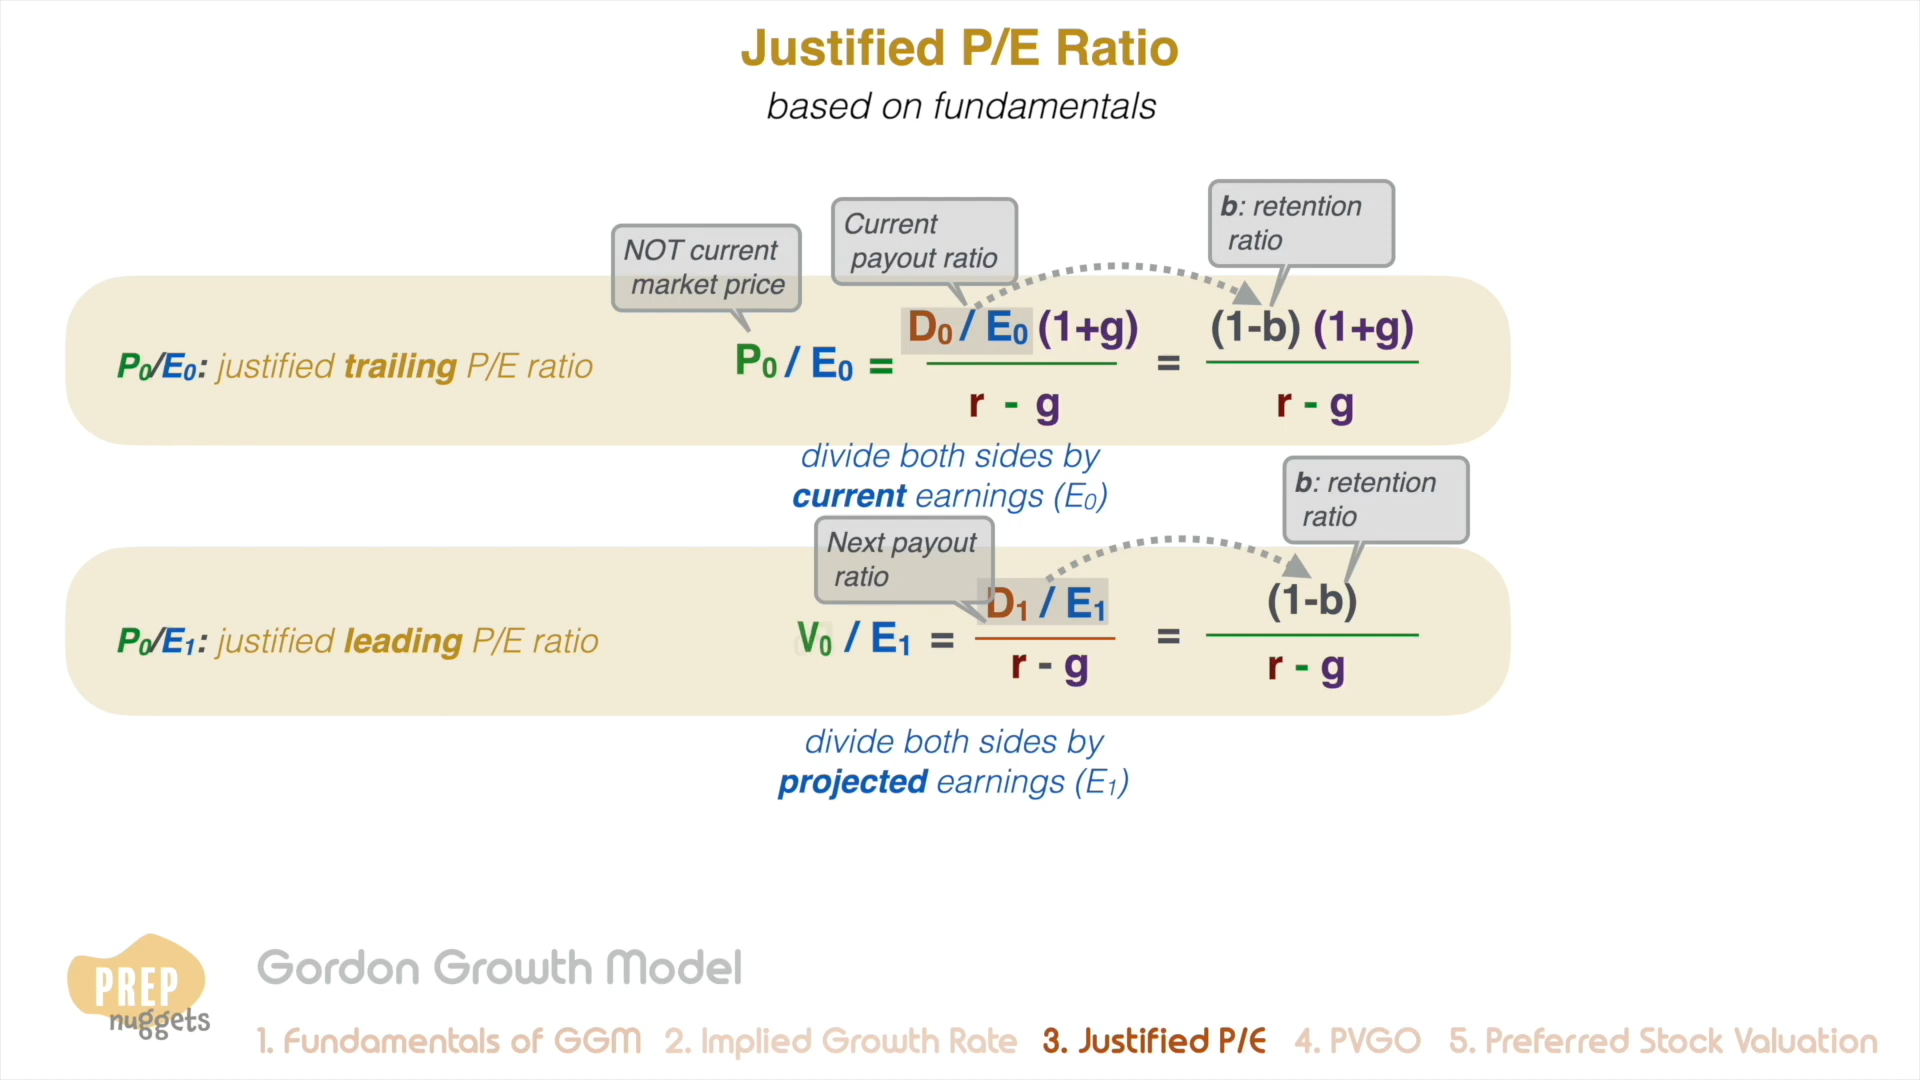 Justified P/E Ratio
based on fundamentals
b: retention
ratio
Current
payout ratio
NOT current
market price
P₀/E₀: justified trailing P/E ratio
P₀ / E₀ = D₀ / E₀ (1+g) / r - g = (1-b) (1+g) / r - g
divide both sides by
current earnings (E₀)
b: retention
ratio
Next payout
ratio
P₀/E₁: justified leading P/E ratio
V₀ / E₁ = D₁ / E₁ / r - g = (1-b) / r - g
divide both sides by
projected earnings (E₁)
PREP
nuggets
Gordon Growth Model
1. Fundamentals of GGM 2. Implied Growth Rate 3. Justified P/E 4. PVGO 5. Preferred Stock Valuation